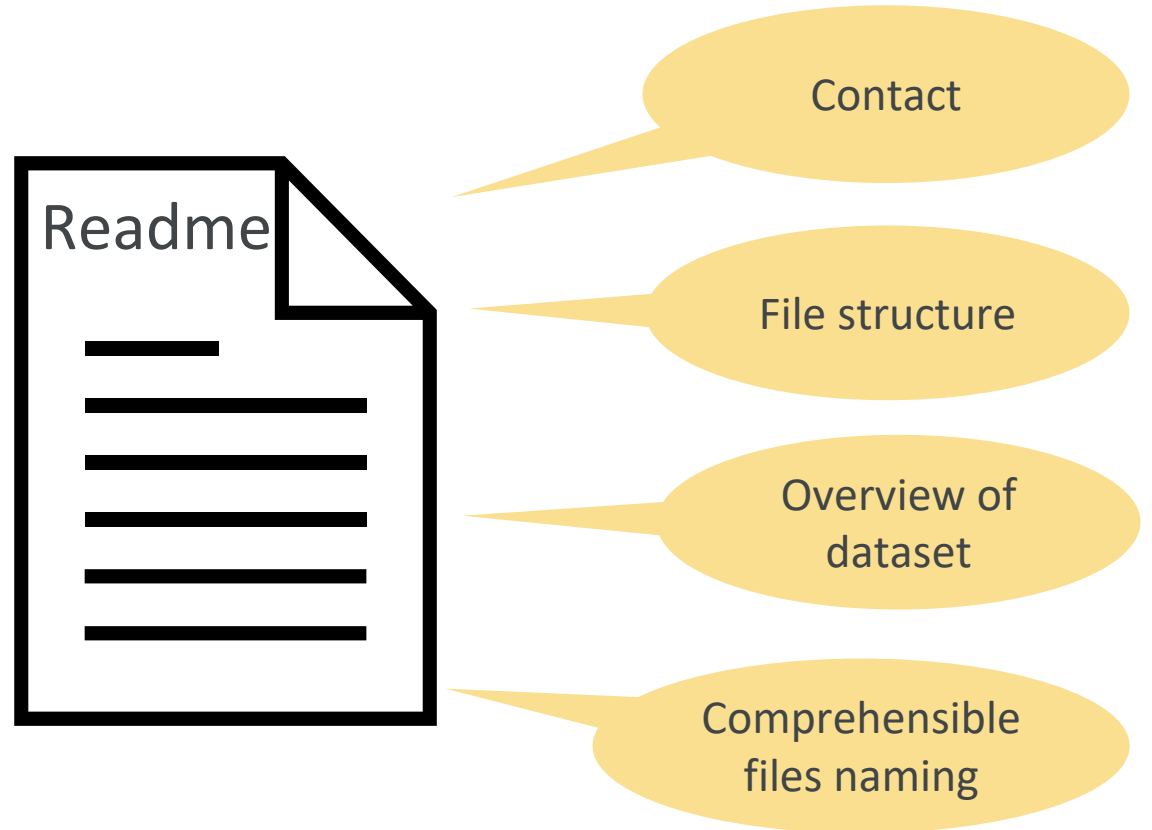 Readme
Contact
File structure
Overview of
dataset
Comprehensible
files naming